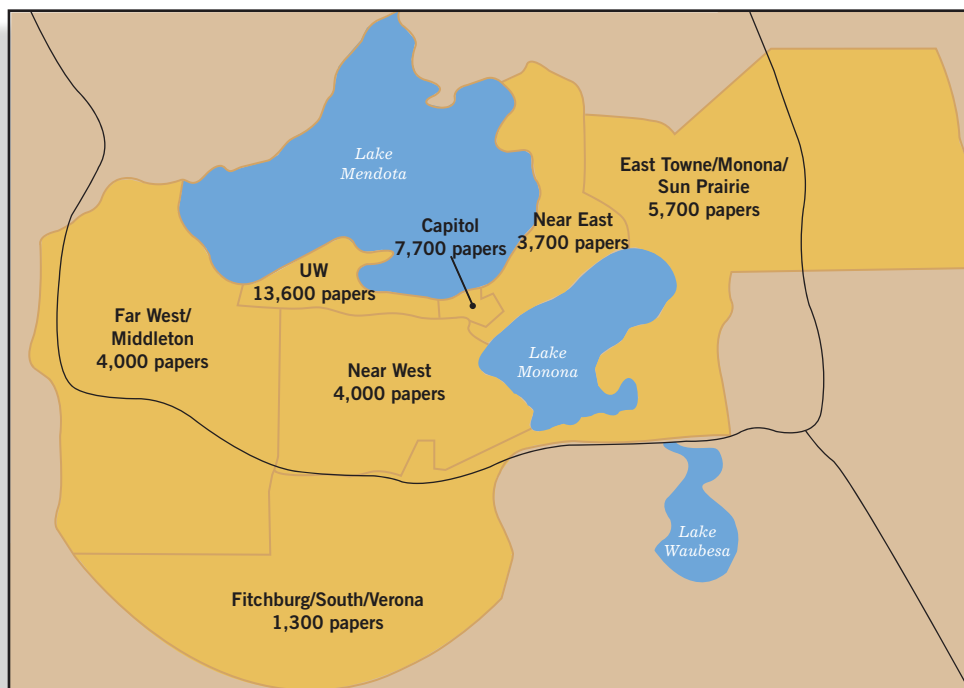 Lake
Mendota
East Towne/Monona/
Sun Prairie
5,700 papers
Capitol
7,700 papers
Near East
3,700 papers
UW
13,600 papers
Far West/
Middleton
4,000 papers
Near West
4,000 papers
Lake
Monona
Lake
Waubesa
Fitchburg/South/Verona
1,300 papers